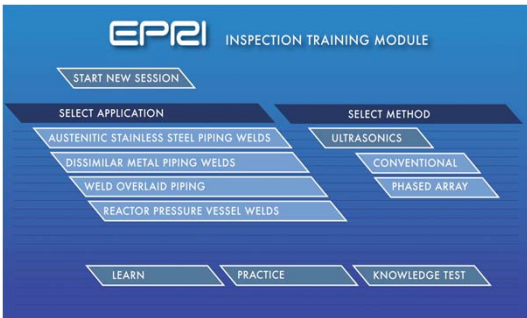 EPRI INSPECTION TRAINING MODULE
START NEW SESSION
SELECT APPLICATION
AUSTENITIC STAINLESS STEEL PIPING WELDS
DISSIMILAR METAL PIPING WELDS
WELD OVERLAID PIPING
REACTOR PRESSURE VESSEL WELDS
SELECT METHOD
ULTRASONICS
CONVENTIONAL
PHASED ARRAY
LEARN
PRACTICE
KNOWLEDGE TEST